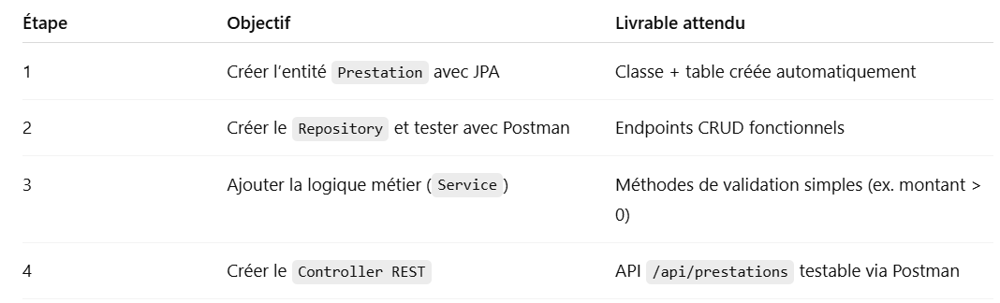 Étape Objectif Livrable attendu
1 Créer l’entité Prestation avec JPA Classe + table créée automatiquement
2 Créer le Repository et tester avec Postman Endpoints CRUD fonctionnels
3 Ajouter la logique métier ( Service ) Méthodes de validation simples (ex. montant >
0)
4 Créer le Controller REST API /api/prestations testable via Postman